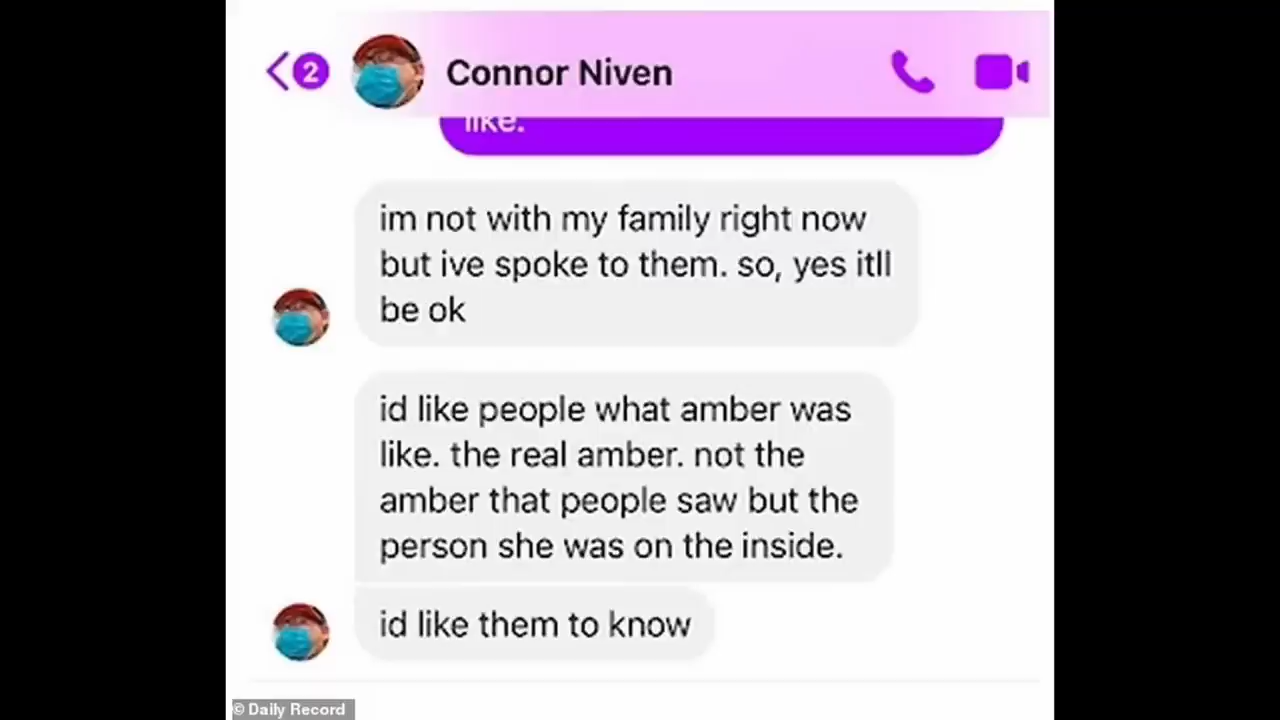 2
Connor Niven
like.
im not with my family right now
but ive spoke to them. so, yes itll
be ok
id like people what amber was
like. the real amber. not the
amber that people saw but the
person she was on the inside.
id like them to know
© Daily Record